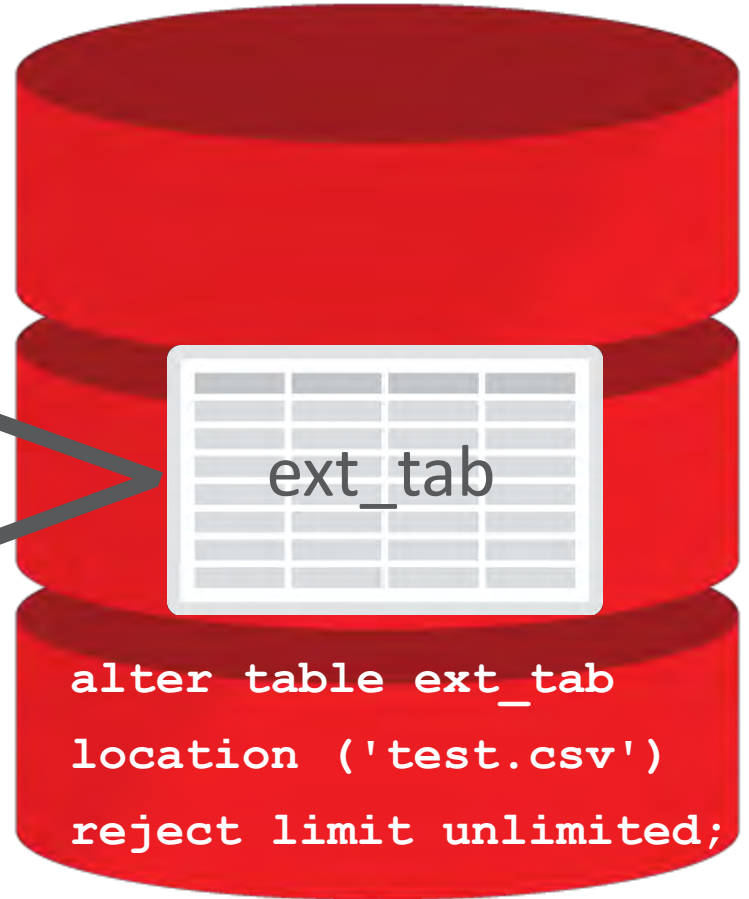 ext_tab
alter table ext_tab
location ('test.csv')
reject limit unlimited;